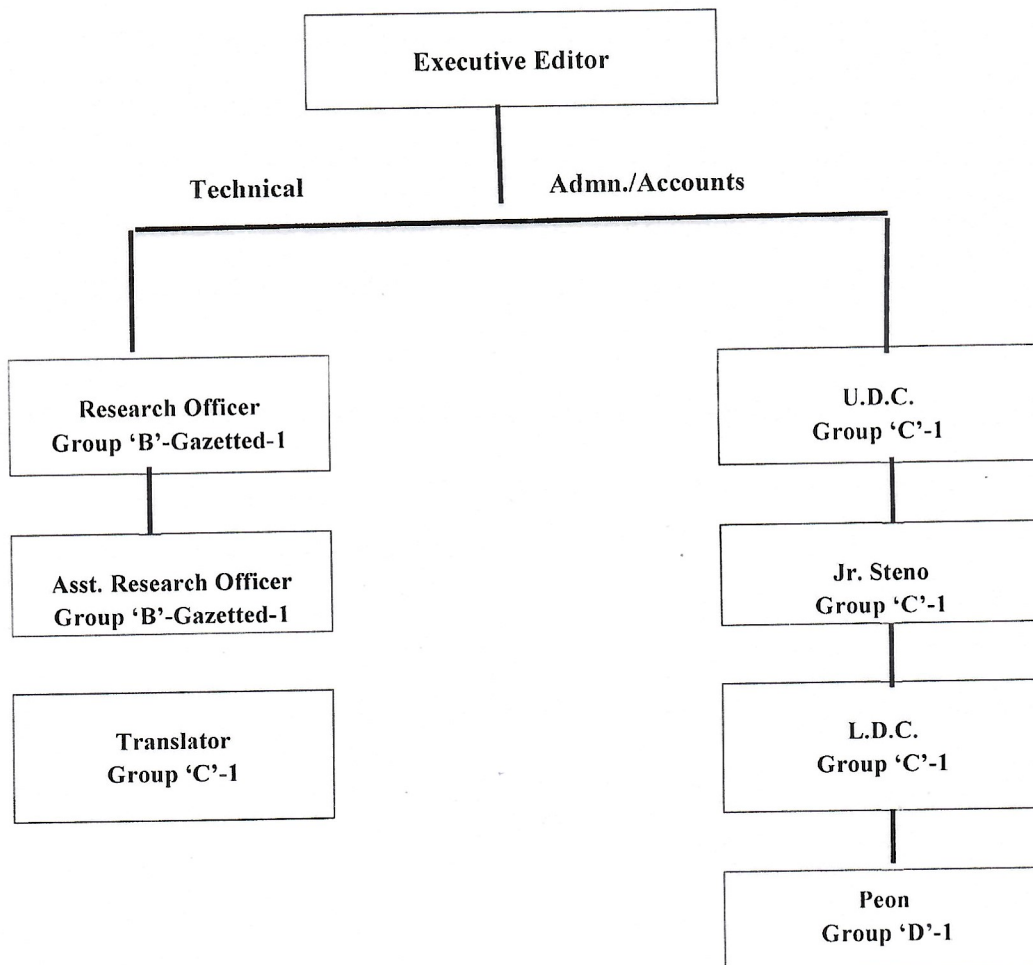 Executive Editor
Technical
Admn./Accounts
Research Officer
Group ‘B’-Gazetted-1
Asst. Research Officer
Group ‘B’-Gazetted-1
Translator
Group ‘C’-1
U.D.C.
Group ‘C’-1
Jr. Steno
Group ‘C’-1
L.D.C.
Group ‘C’-1
Peon
Group ‘D’-1